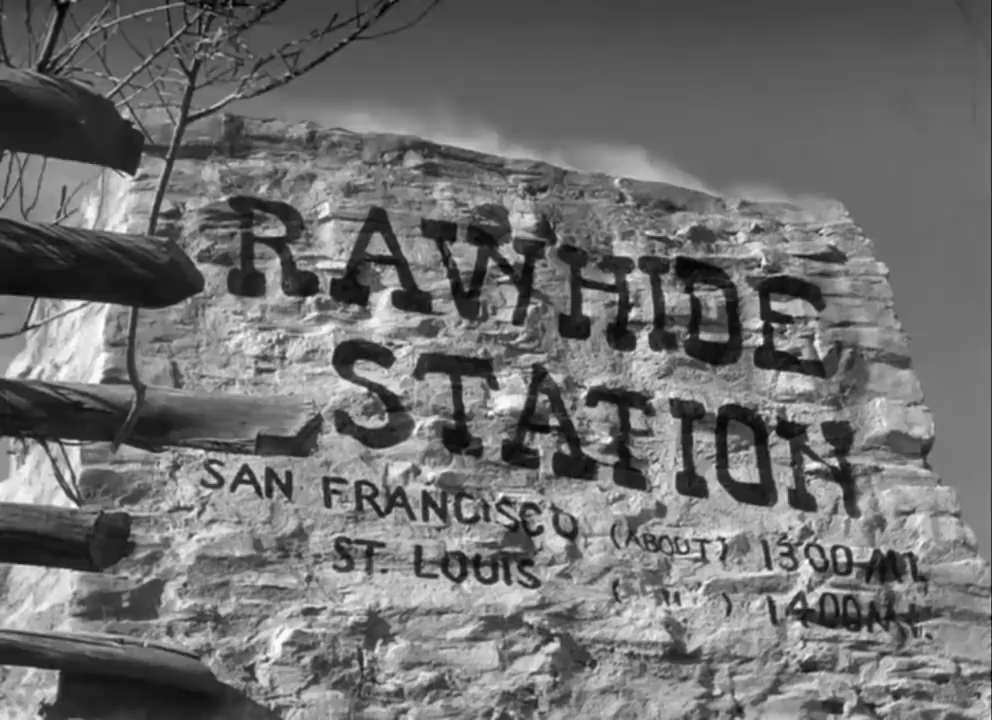 RAWHIDE
STATION
SAN FRANCISCO (ABOUT) 1300 MI.
ST. LOUIS ( " ) 1400 MI.